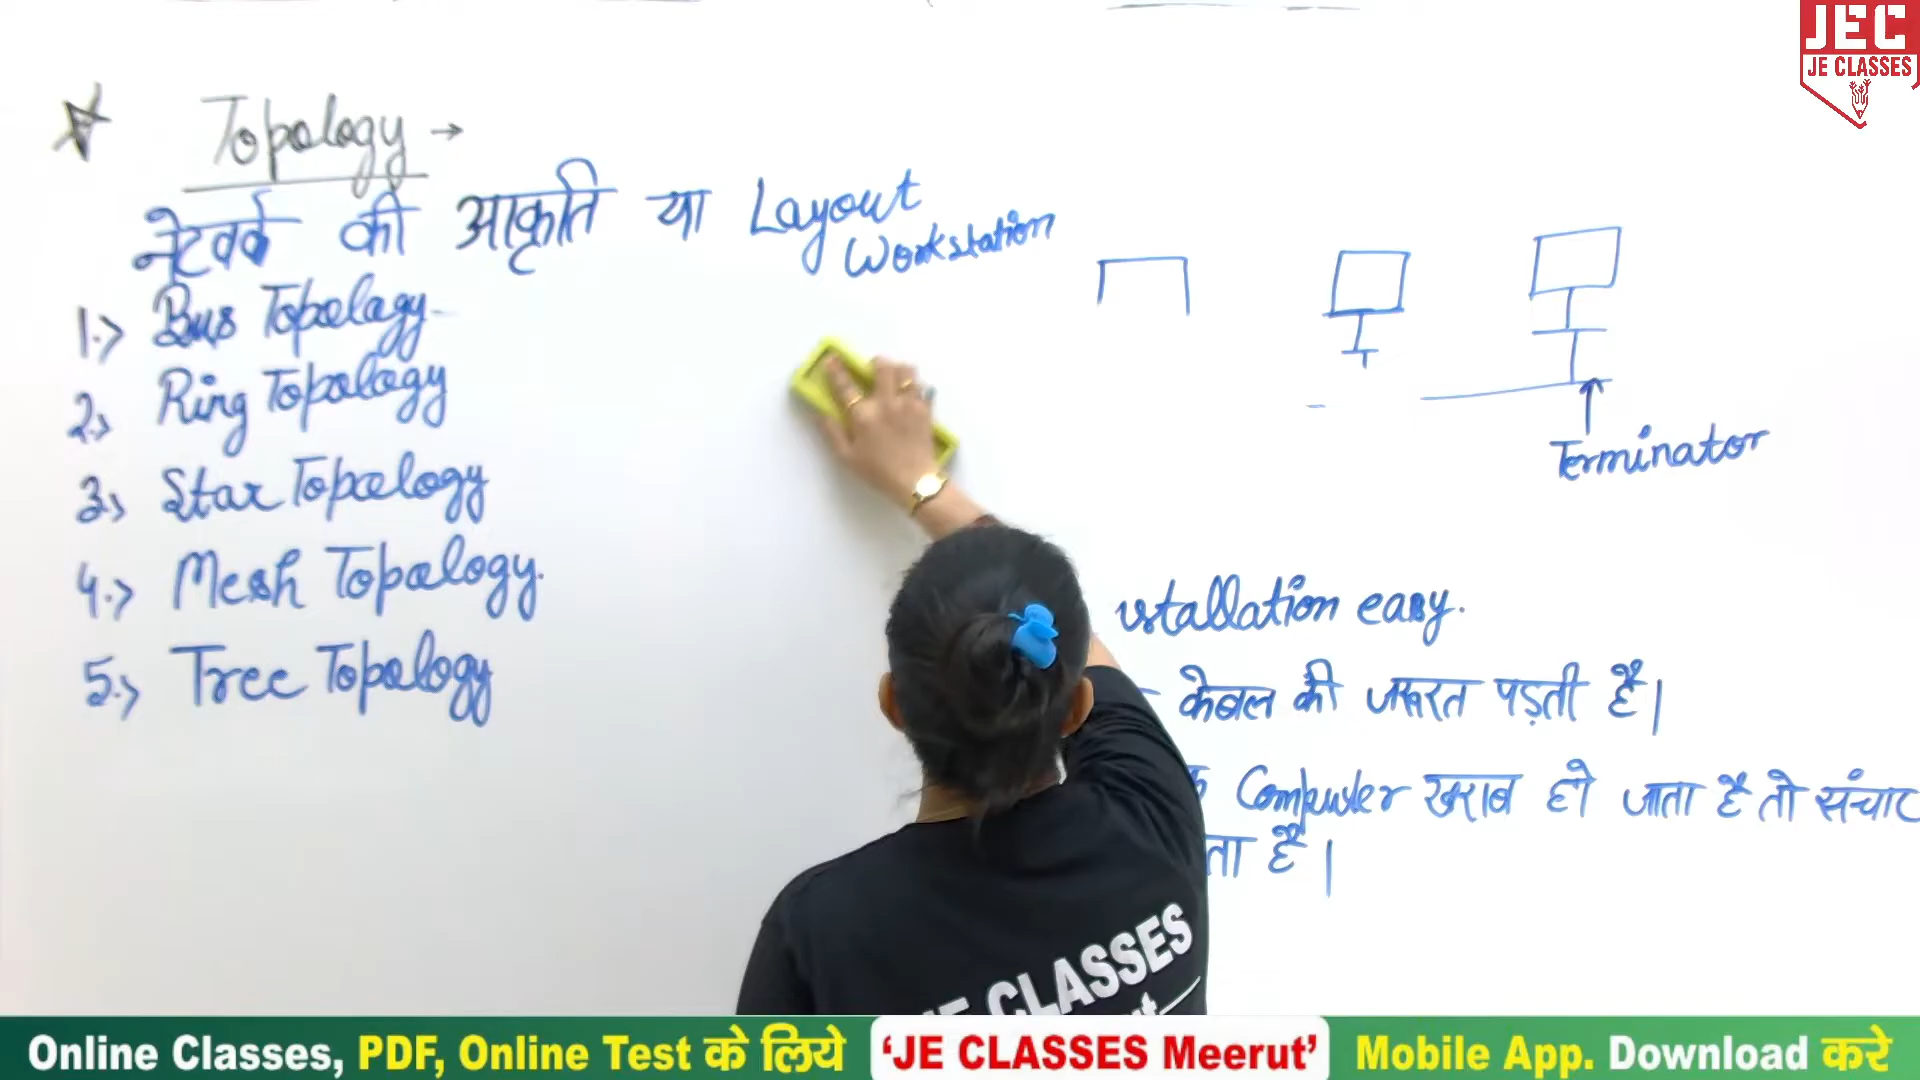 JEC
JE CLASSES
Topology →
नेटवर्क की आकृति या Layout
Workstation
1.> Bus Topology
2> Ring Topology
3> Star Topology
4.> Mesh Topology.
5.> Tree Topology
Terminator
stallation easy.
केबल की जरूरत पड़ती है|
Computer खराब हो जाता है तो संचार
ता है|
JE CLASSES
Online Classes, PDF, Online Test के लिये 'JE CLASSES Meerut' Mobile App. Download करे